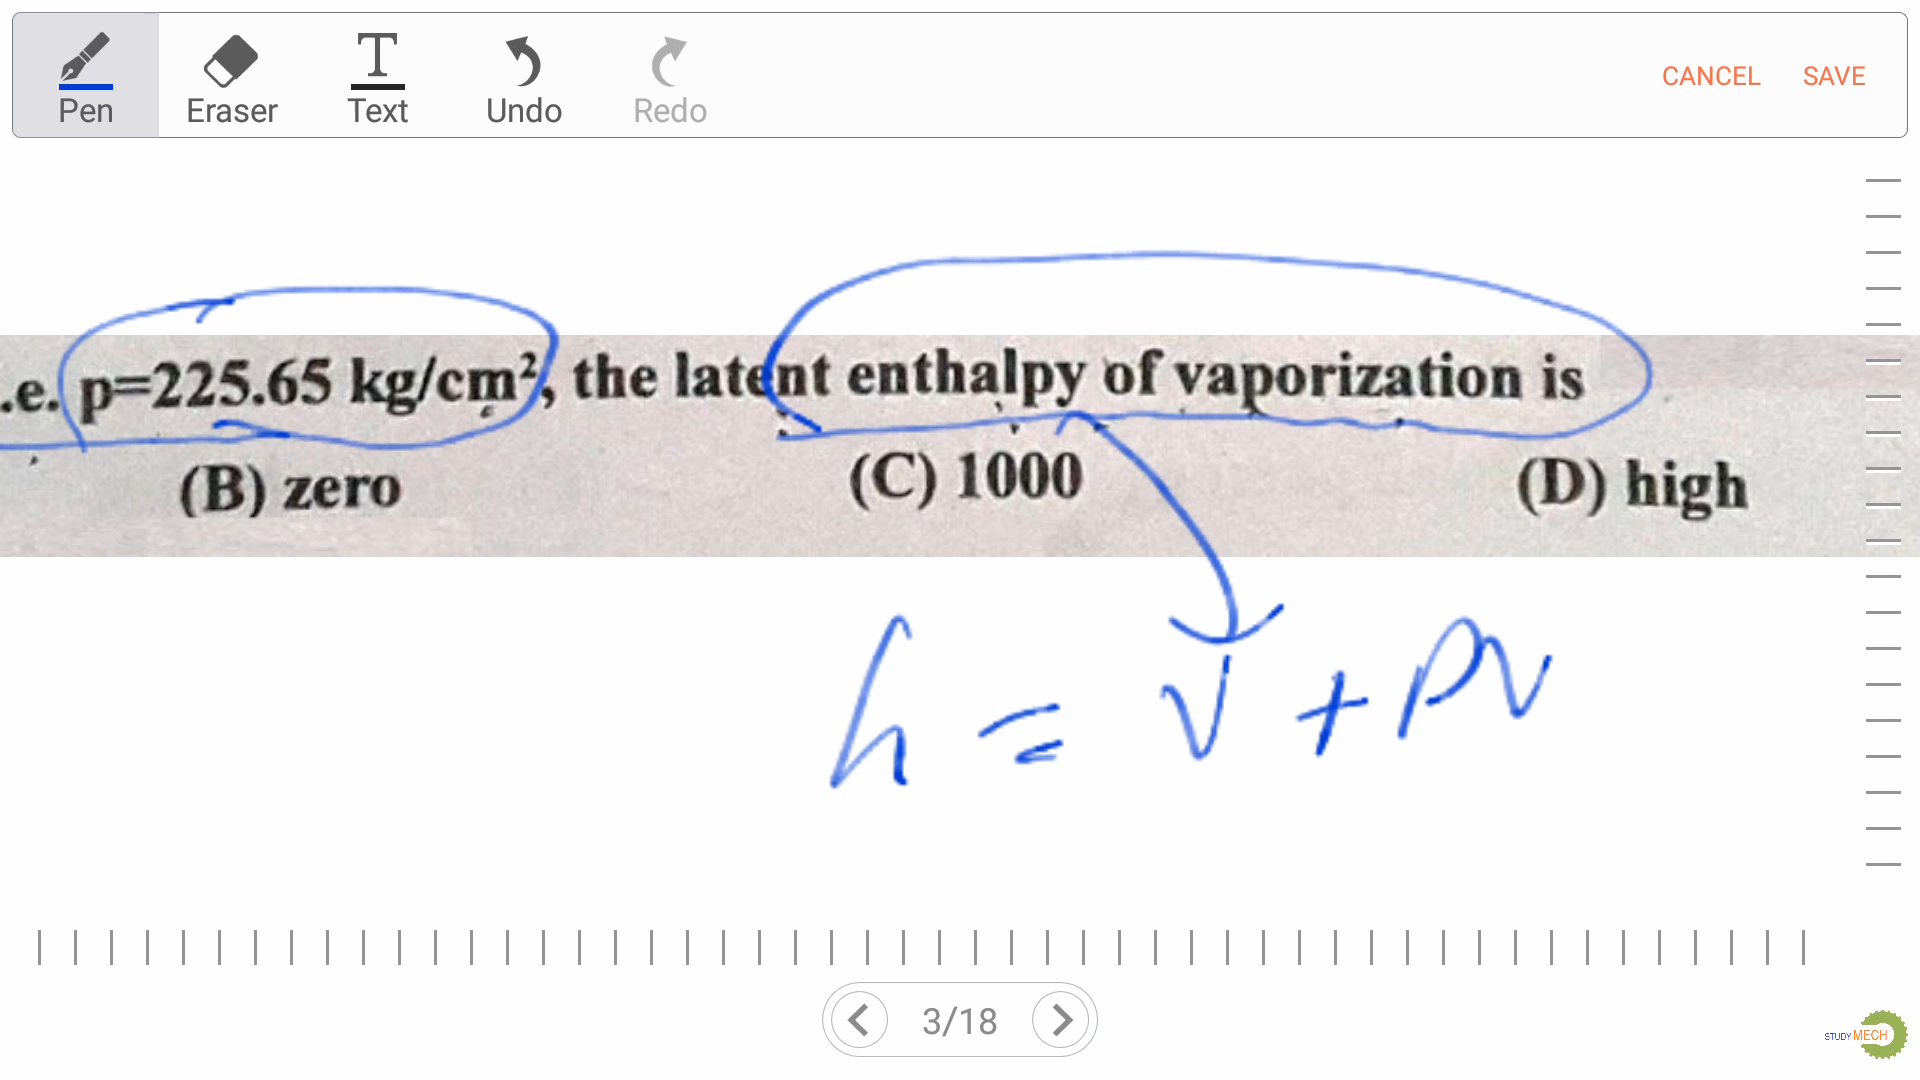 Pen Eraser Text Undo Redo CANCEL SAVE
.e. p=225.65 kg/cm², the latent enthalpy of vaporization is
(B) zero (C) 1000 (D) high
h = v + pv
3/18
STUDY MECH